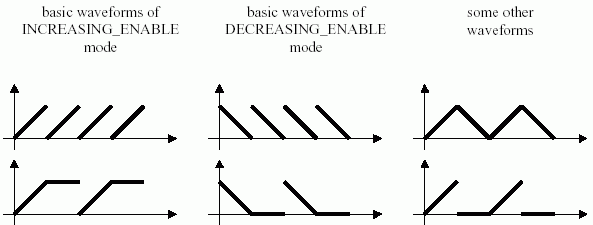 basic waveforms of
INCREASING_ENABLE
mode
basic waveforms of
DECREASING_ENABLE
mode
some other
waveforms